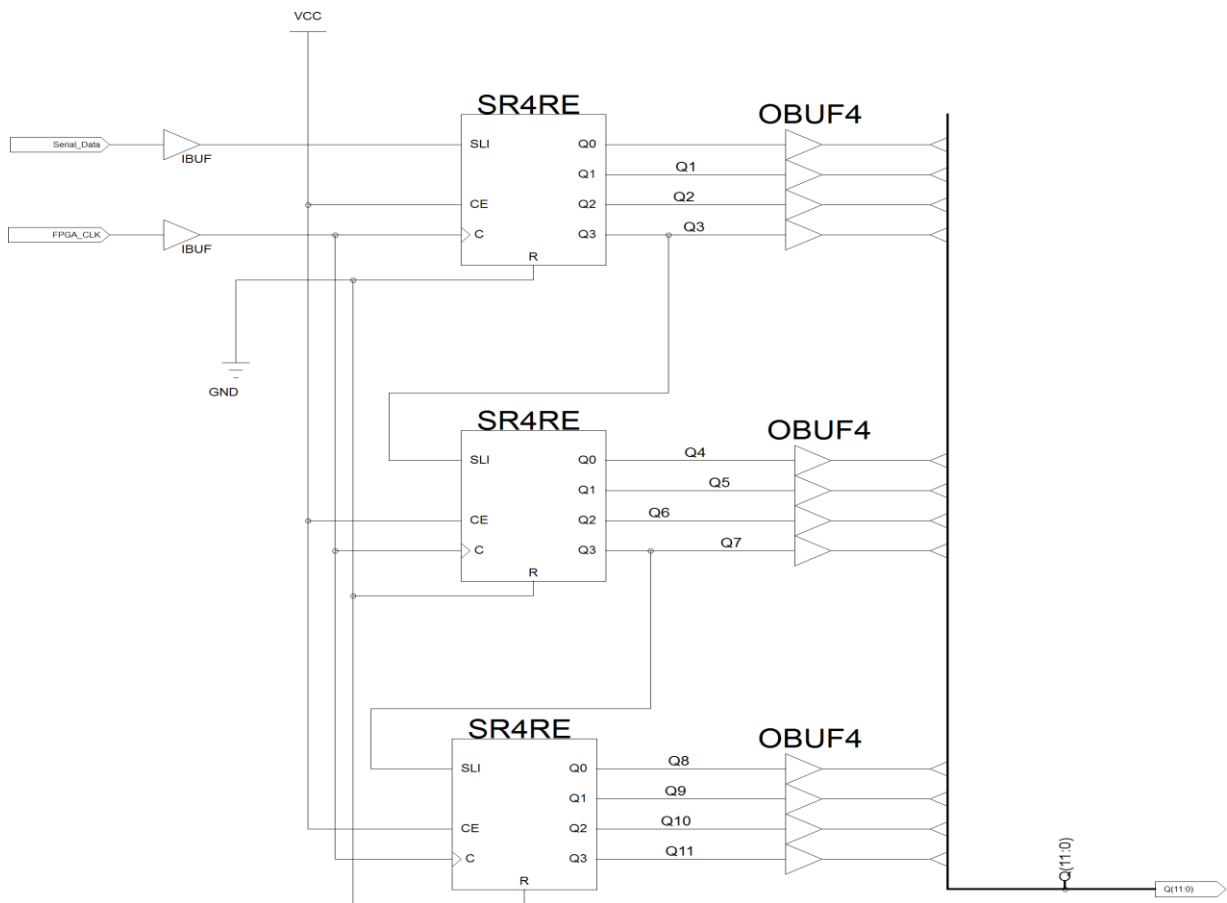 VCC
SR4RE
OBUF4
Serial_Data
IBUF
SLI
Q0
Q1
Q1
CE
Q2
Q2
FPGA_CLK
IBUF
C
Q3
Q3
R
GND
SR4RE
OBUF4
SLI
Q0
Q4
Q1
Q5
CE
Q2
Q6
C
Q3
Q7
R
SR4RE
OBUF4
SLI
Q0
Q8
Q1
Q9
CE
Q2
Q10
C
Q3
Q11
R
Q(11:0)
Q(11:0)